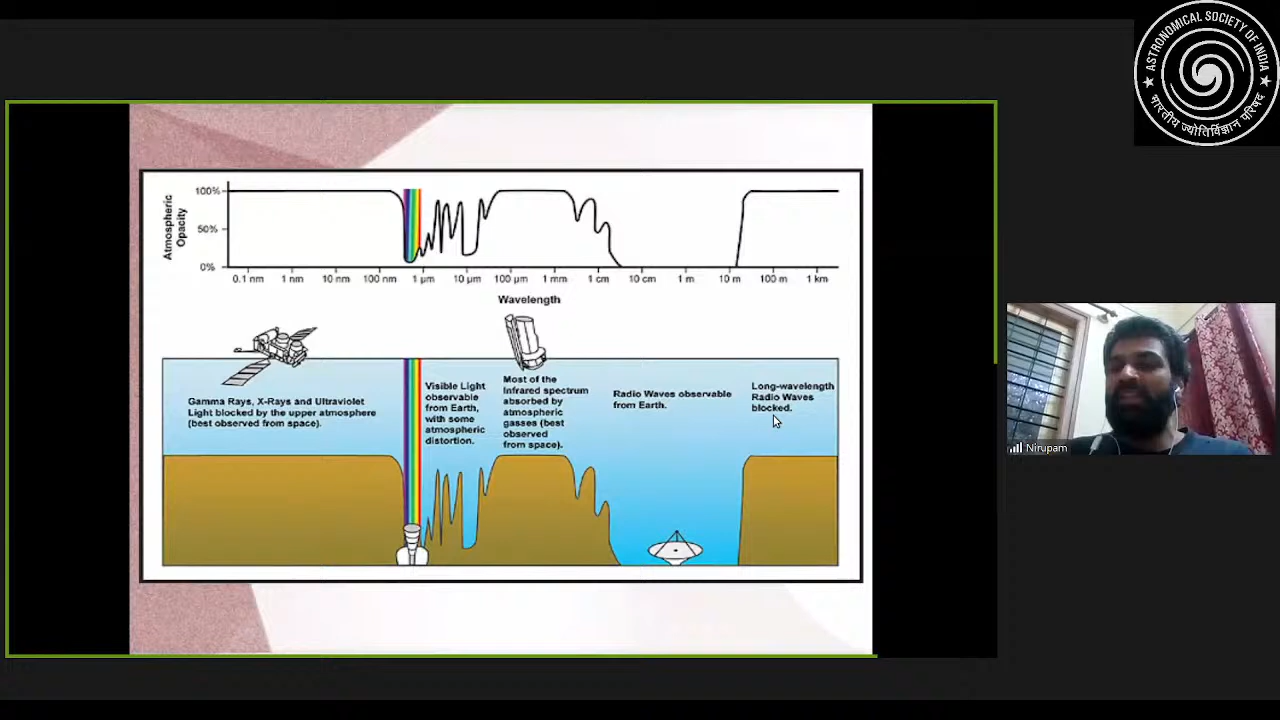 ASTRONOMICAL SOCIETY OF INDIA
भारतीय ज्योतिर्विज्ञान परिषद
Atmospheric
Opacity
100%
50%
0%
0.1 nm 1 nm 10 nm 100 nm 1 μm 10 μm 100 μm 1 mm 1 cm 10 cm 1 m 10 m 100 m 1 km
Wavelength
Gamma Rays, X-Rays and Ultraviolet
Light blocked by the upper atmosphere
(best observed from space).
Visible Light
observable
from Earth,
with some
atmospheric
distortion.
Most of the
Infrared spectrum
absorbed by
atmospheric
gasses (best
observed
from space).
Radio Waves observable
from Earth.
Long-wavelength
Radio Waves
blocked.
Nirupam